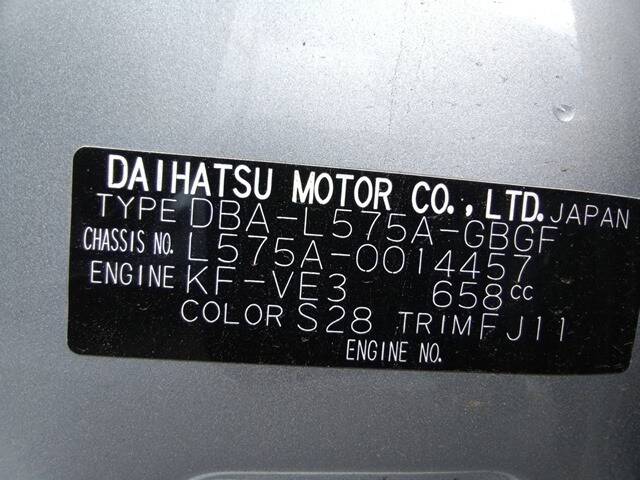 DAIHATSU MOTOR CO., LTD. JAPAN
TYPE DBA-L575A-GBGF
CHASSIS NO. L575A-0014457
ENGINE KF-VE3 658cc
COLOR S28 TRIM FJ11
ENGINE NO.